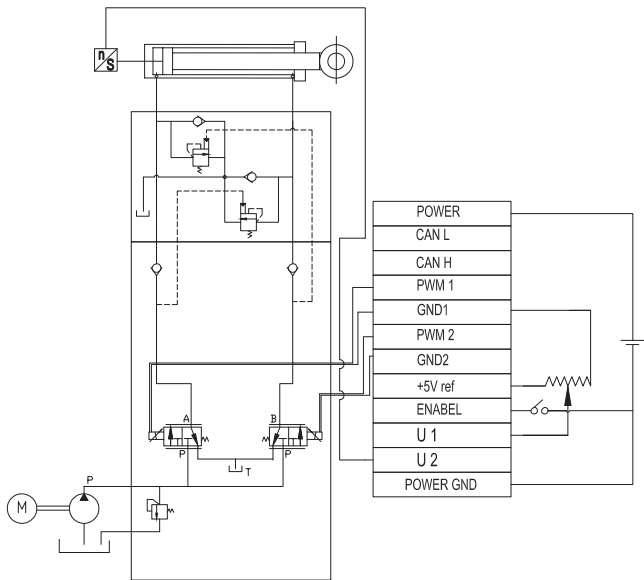 n/s
POWER
CAN L
CAN H
PWM 1
GND1
PWM 2
GND2
+5V ref
ENABEL
U 1
U 2
POWER GND
A
B
P
P
T
P
M